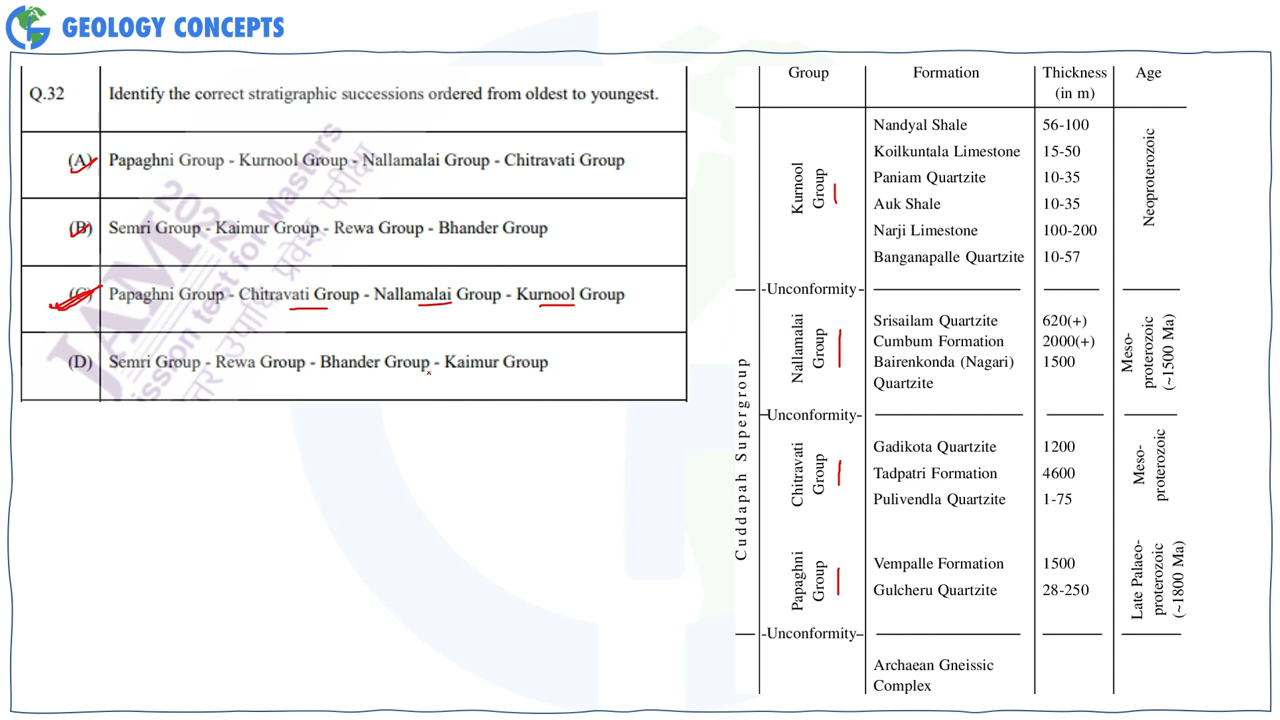 GEOLOGY CONCEPTS
Q.32 Identify the correct stratigraphic successions ordered from oldest to youngest.
(A) Papaghni Group - Kurnool Group - Nallamalai Group - Chitravati Group
(B) Semri Group - Kaimur Group - Rewa Group - Bhander Group
(C) Papaghni Group - Chitravati Group - Nallamalai Group - Kurnool Group
(D) Semri Group - Rewa Group - Bhander Group - Kaimur Group
JAM 2022
ission test for Masters
Group Formation Thickness (in m) Age
Cuddapah Supergroup
Kurnool Group
Nandyal Shale 56-100
Koilkuntala Limestone 15-50
Paniam Quartzite 10-35
Auk Shale 10-35
Narji Limestone 100-200
Banganapalle Quartzite 10-57
Neoproterozoic
-Unconformity-
Nallamalai Group
Srisailam Quartzite 620(+)
Cumbum Formation 2000(+)
Bairenkonda (Nagari) 1500
Quartzite
Meso-
proterozoic
(~1500 Ma)
-Unconformity-
Chitravati Group
Gadikota Quartzite 1200
Tadpatri Formation 4600
Pulivendla Quartzite 1-75
Meso-
proterozoic
Papaghni Group
Vempalle Formation 1500
Gulcheru Quartzite 28-250
Late Palaeo-
proterozoic
(~1800 Ma)
-Unconformity-
Archaean Gneissic
Complex